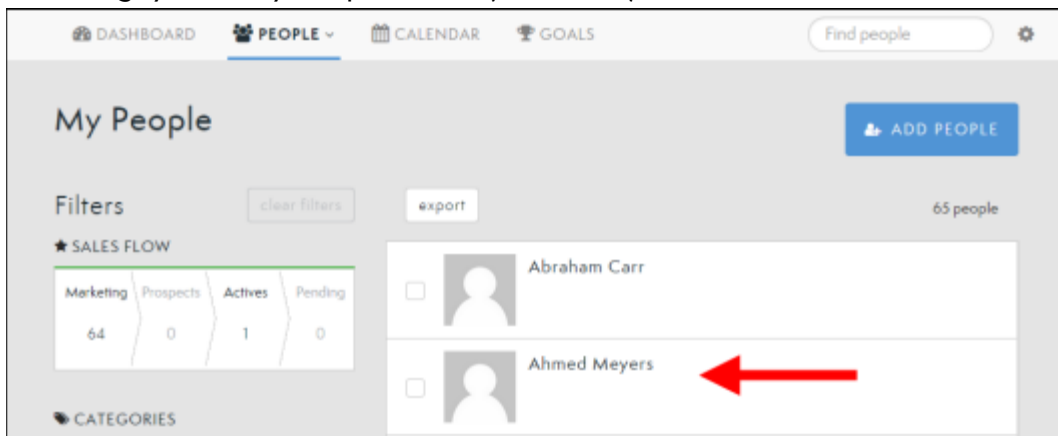 DASHBOARD PEOPLE CALENDAR GOALS Find people
My People
ADD PEOPLE
Filters clear filters export 65 people
SALES FLOW
Marketing Prospects Actives Pending
64 0 1 0
Abraham Carr
Ahmed Meyers
CATEGORIES